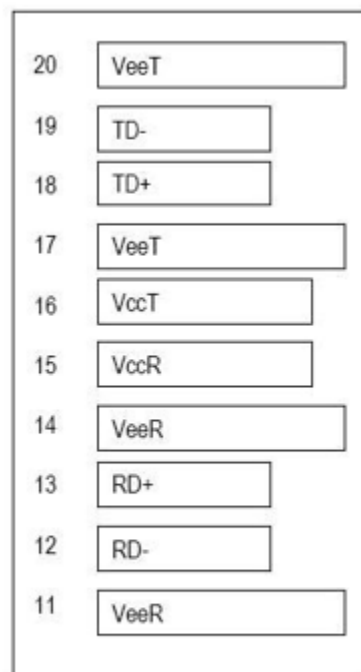 20 VeeT
19 TD-
18 TD+
17 VeeT
16 VccT
15 VccR
14 VeeR
13 RD+
12 RD-
11 VeeR